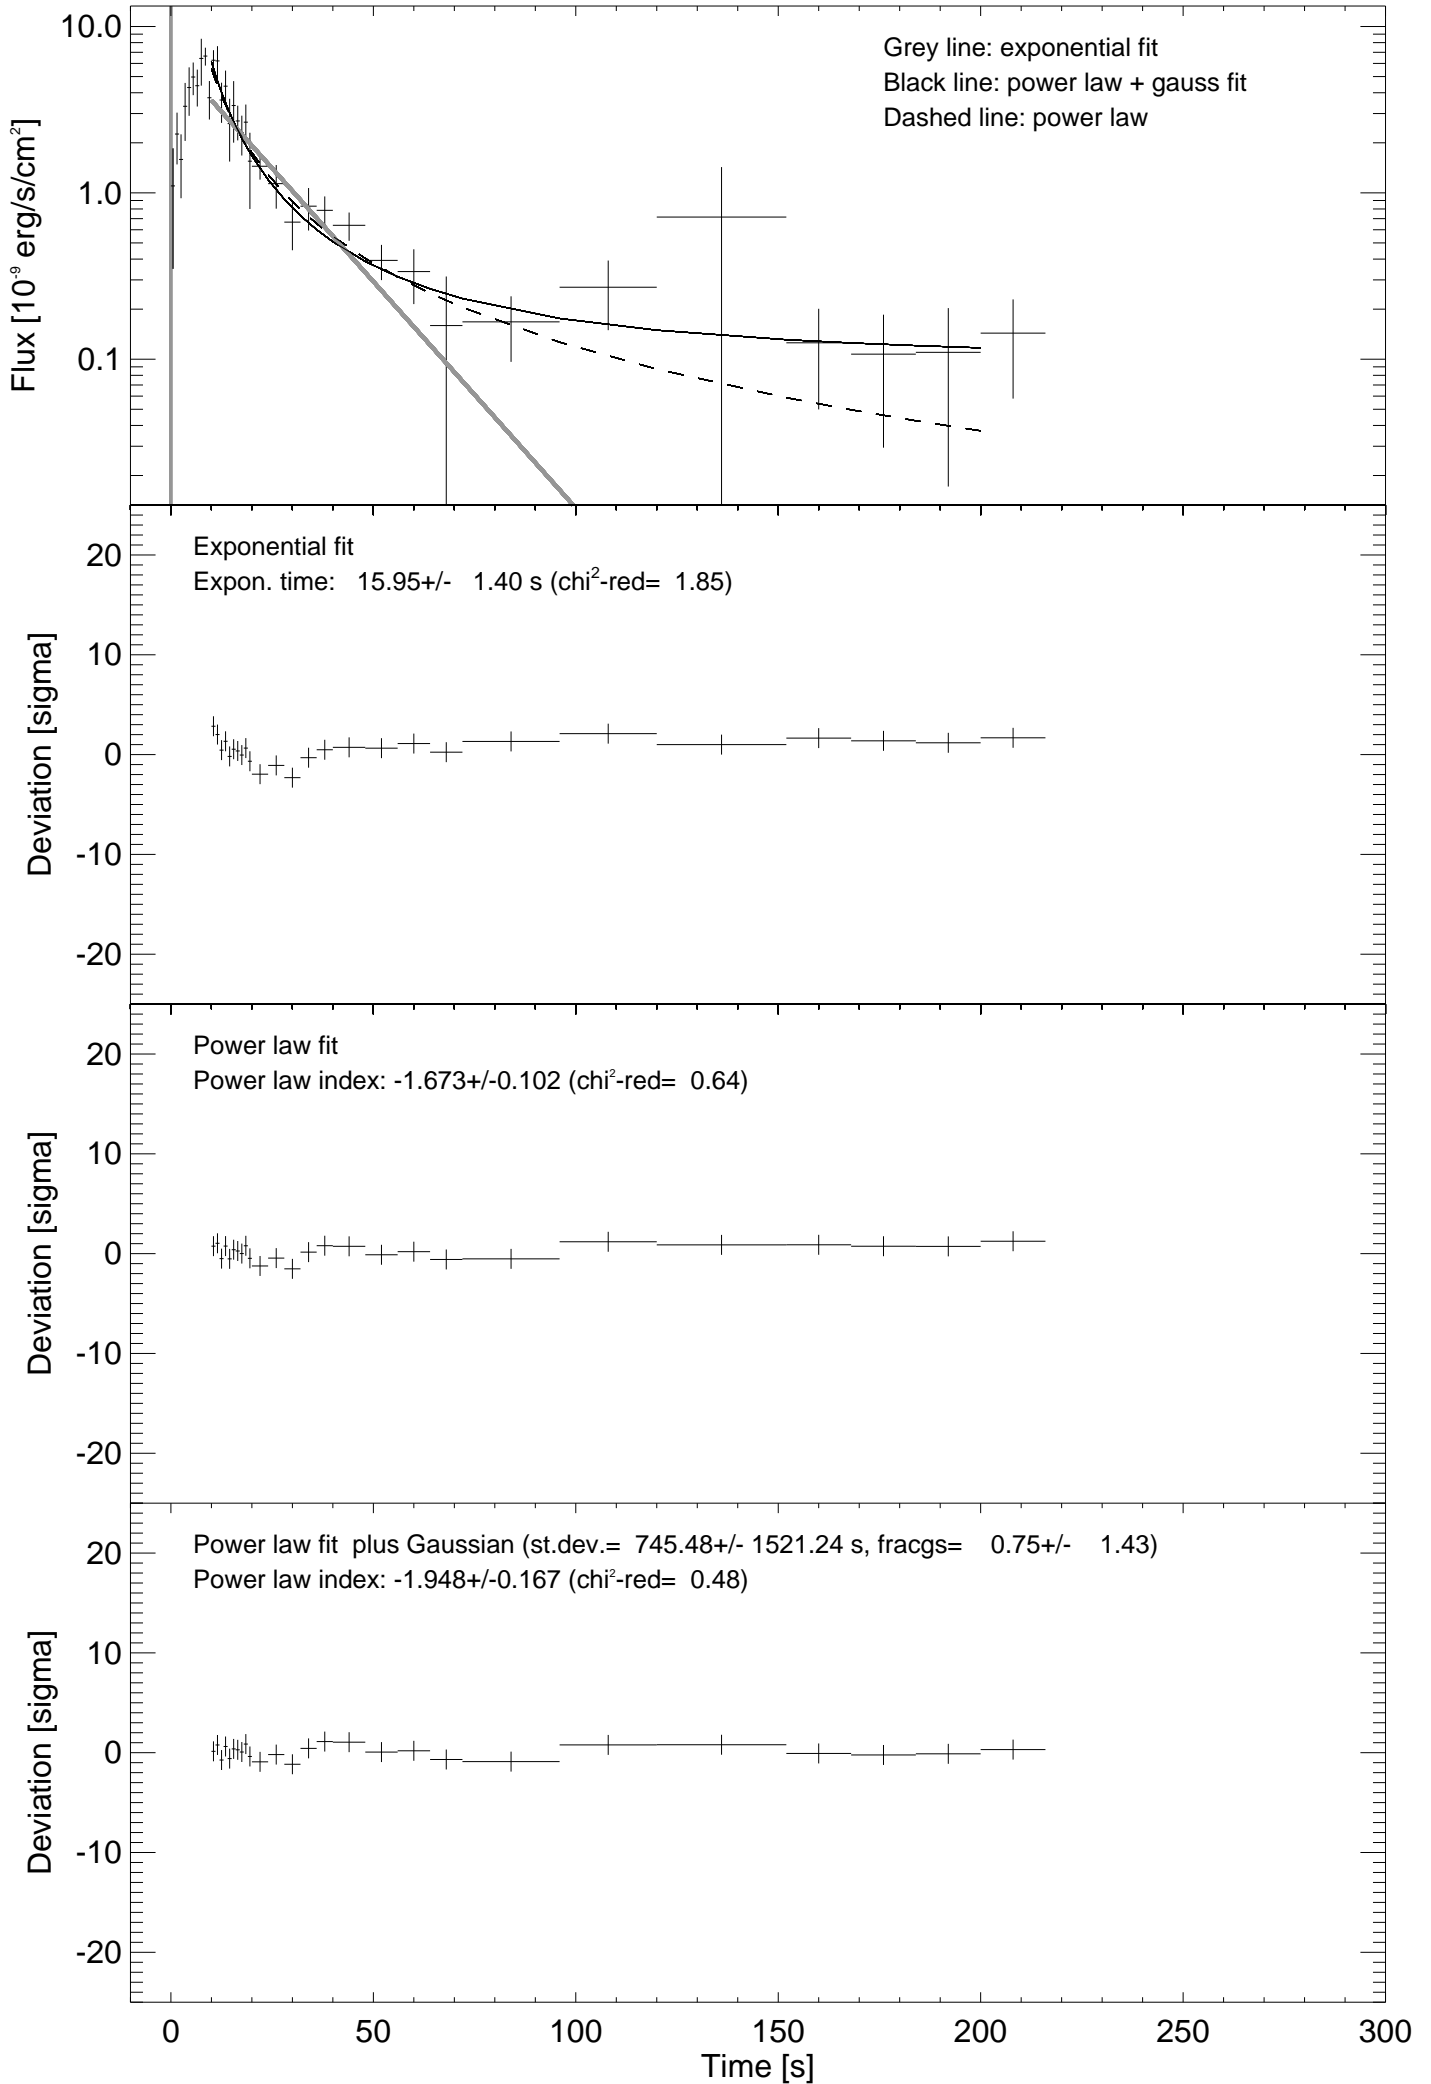 Grey line: exponential fit
Black line: power law + gauss fit
Dashed line: power law
10.0
1.0
0.1
Flux [10⁻⁹ erg/s/cm²]
Exponential fit
Expon. time: 15.95+/- 1.40 s (chi²-red= 1.85)
20
10
0
-10
-20
Deviation [sigma]
Power law fit
Power law index: -1.673+/-0.102 (chi²-red= 0.64)
20
10
0
-10
-20
Deviation [sigma]
Power law fit plus Gaussian (st.dev.= 745.48+/- 1521.24 s, fracgs= 0.75+/- 1.43)
Power law index: -1.948+/-0.167 (chi²-red= 0.48)
20
10
0
-10
-20
Deviation [sigma]
0 50 100 150 200 250 300
Time [s]